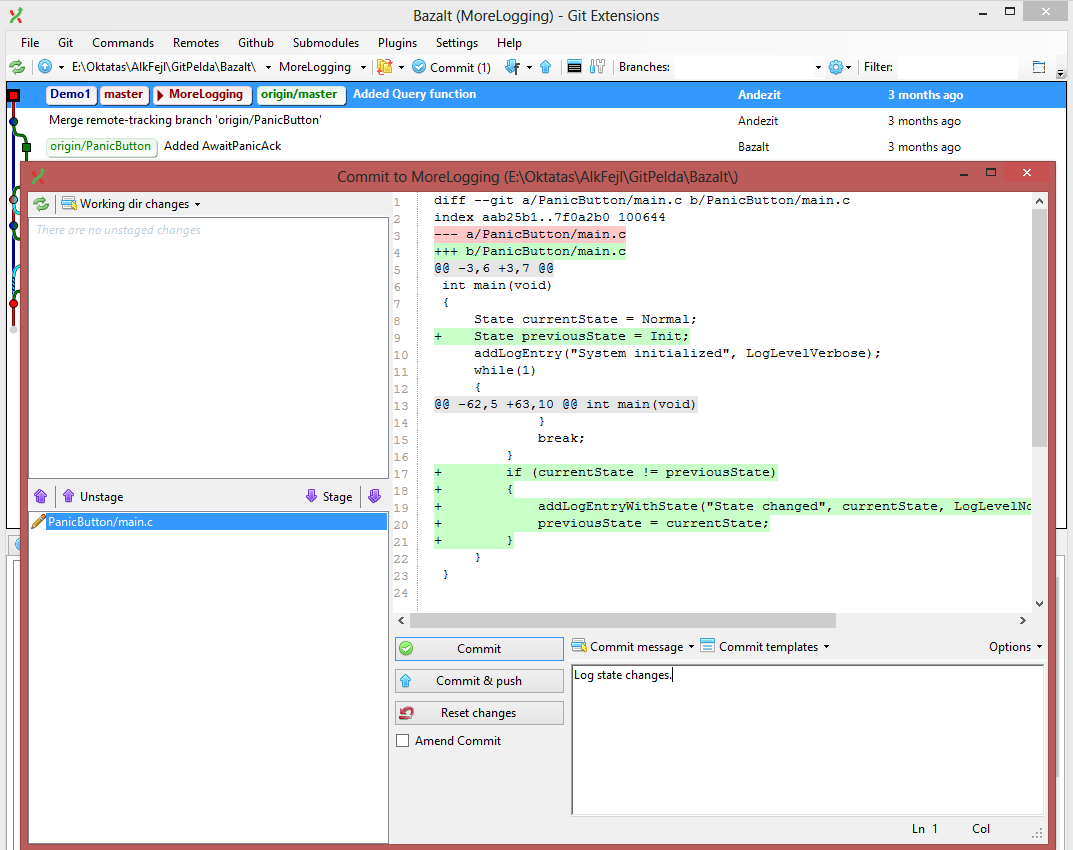 Bazalt (MoreLogging) - Git Extensions
File Git Commands Remotes Github Submodules Plugins Settings Help
E:\Oktatas\AlkFejl\GitPelda\Bazalt\ MoreLogging Commit (1) Branches: Filter:
Demo1 master MoreLogging origin/master Added Query function Andezit 3 months ago
Merge remote-tracking branch 'origin/PanicButton' Andezit 3 months ago
origin/PanicButton Added AwaitPanicAck Bazalt 3 months ago
Commit to MoreLogging (E:\Oktatas\AlkFejl\GitPelda\Bazalt\)
Working dir changes
There are no unstaged changes
Unstage Stage
PanicButton/main.c
1 diff --git a/PanicButton/main.c b/PanicButton/main.c
2 index aab25b1..7f0a2b0 100644
3 --- a/PanicButton/main.c
4 +++ b/PanicButton/main.c
5 @@ -3,6 +3,7 @@
6 int main(void)
7 {
8 State currentState = Normal;
9 + State previousState = Init;
10 addLogEntry("System initialized", LogLevelVerbose);
11 while(1)
12 {
13 @@ -62,5 +63,10 @@ int main(void)
14 }
15 break;
16 }
17 + if (currentState != previousState)
18 + {
19 + addLogEntryWithState("State changed", currentState, LogLevelNo
20 + previousState = currentState;
21 + }
22 }
23 }
24
Commit
Commit & push
Reset changes
Amend Commit
Commit message Commit templates Options
Log state changes.
Ln 1 Col